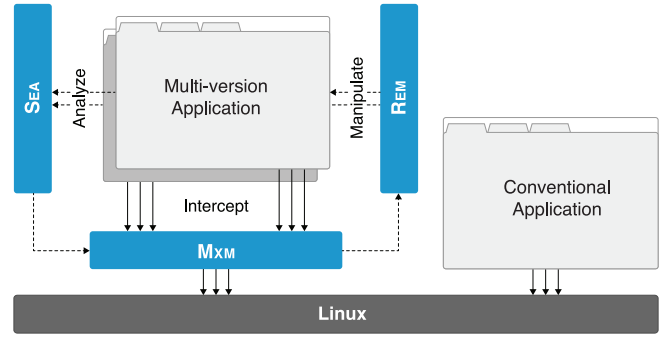 SEA
Analyze
Multi-version
Application
Manipulate
REM
Conventional
Application
Intercept
MXM
Linux